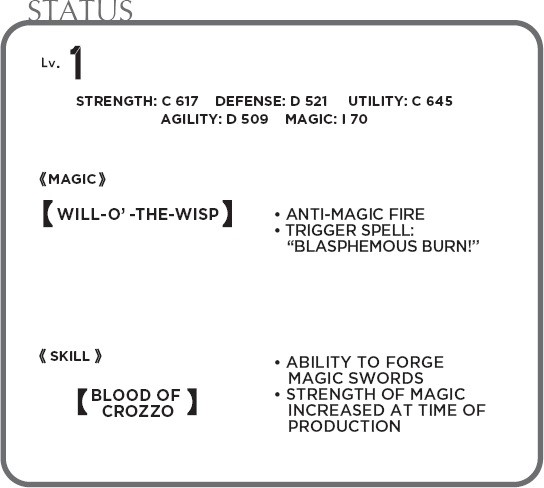 STATUS
Lv. 1
STRENGTH: C 617 DEFENSE: D 521 UTILITY: C 645
AGILITY: D 509 MAGIC: I 70
《MAGIC》
【WILL-O’ -THE-WISP】
• ANTI-MAGIC FIRE
• TRIGGER SPELL:
“BLASPHEMOUS BURN!”
《 SKILL 》
【BLOOD OF
CROZZO】
• ABILITY TO FORGE
MAGIC SWORDS
• STRENGTH OF MAGIC
INCREASED AT TIME OF
PRODUCTION